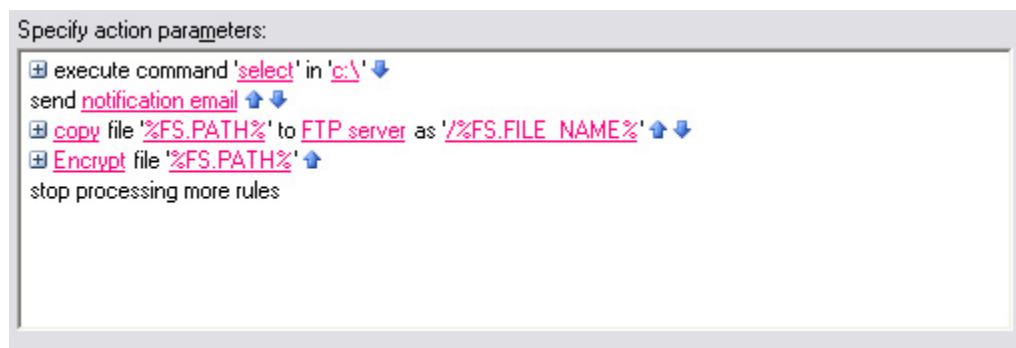 Specify action parameters:
execute command 'select' in 'c:\'
send notification email
copy file '%FS.PATH%' to FTP server as '/%FS.FILE_NAME%'
Encrypt file '%FS.PATH%'
stop processing more rules